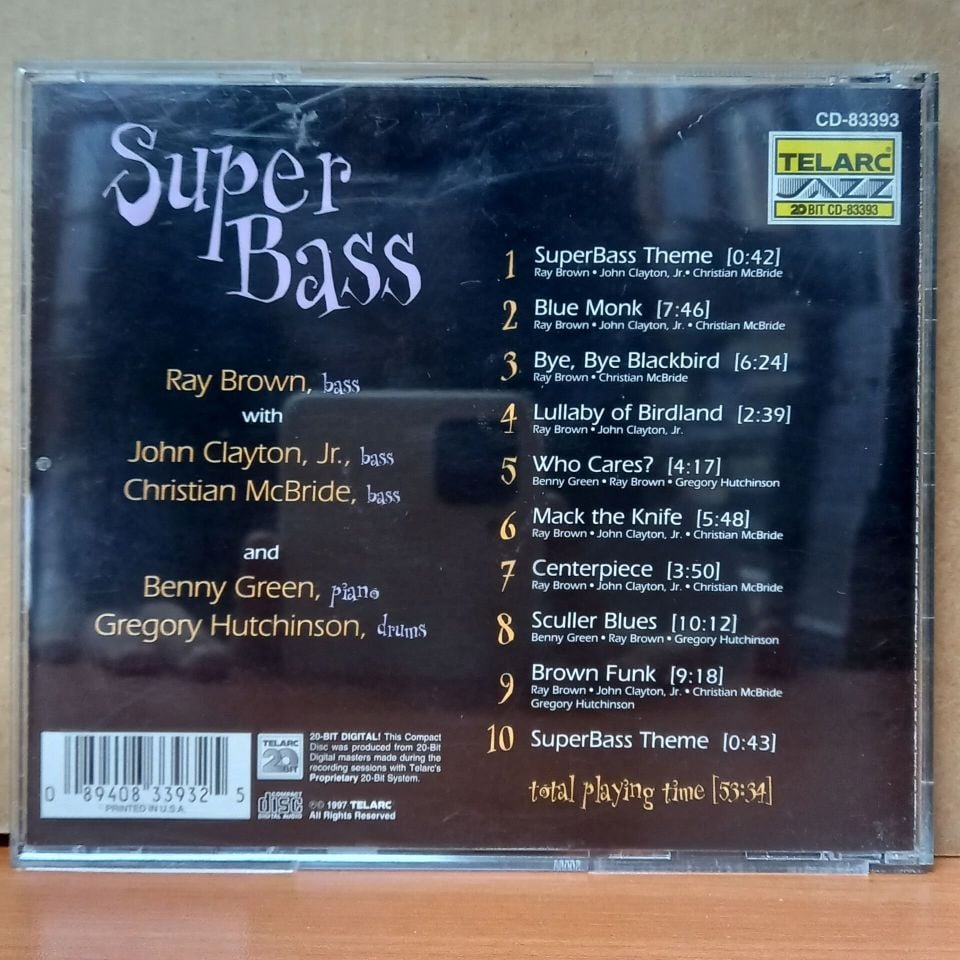 CD-83393
TELARC®
JAZZ
20 BIT CD-83393
Super
Bass
Ray Brown, bass
with
John Clayton, Jr., bass
Christian McBride, bass
and
Benny Green, piano
Gregory Hutchinson, drums
1 SuperBass Theme [0:42]
Ray Brown • John Clayton, Jr. • Christian McBride
2 Blue Monk [7:46]
Ray Brown • John Clayton, Jr. • Christian McBride
3 Bye, Bye Blackbird [6:24]
Ray Brown • Christian McBride
4 Lullaby of Birdland [2:39]
Ray Brown • John Clayton, Jr.
5 Who Cares? [4:17]
Benny Green • Ray Brown • Gregory Hutchinson
6 Mack the Knife [5:48]
Ray Brown • John Clayton, Jr. • Christian McBride
7 Centerpiece [3:50]
Ray Brown • John Clayton, Jr. • Christian McBride
8 Sculler Blues [10:12]
Benny Green • Ray Brown • Gregory Hutchinson
9 Brown Funk [9:18]
Ray Brown • John Clayton, Jr. • Christian McBride
Gregory Hutchinson
10 SuperBass Theme [0:43]
total playing time [53:34]
0 89408 33932 5
PRINTED IN U.S.A.
TELARC
20
BIT
20-BIT DIGITAL! This Compact
Disc was produced from 20-Bit
Digital masters made during the
recording sessions with Telarc's
Proprietary 20-Bit System.
COMPACT
disc
DIGITAL AUDIO
℗© 1997 TELARC
All Rights Reserved